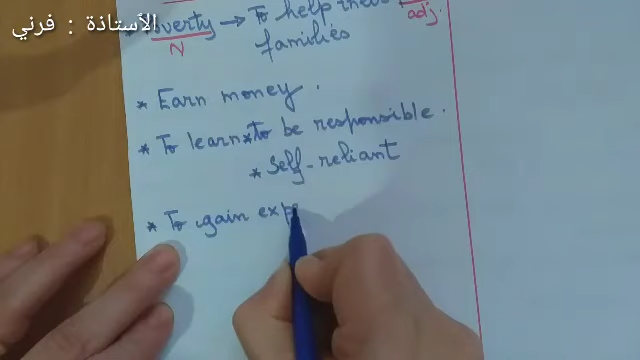 الأستاذة : فرني
Poverty → To help their
N
adj.
families
* Earn money .
* To learn * To be responsible .
* Self-reliant
* To gain exp